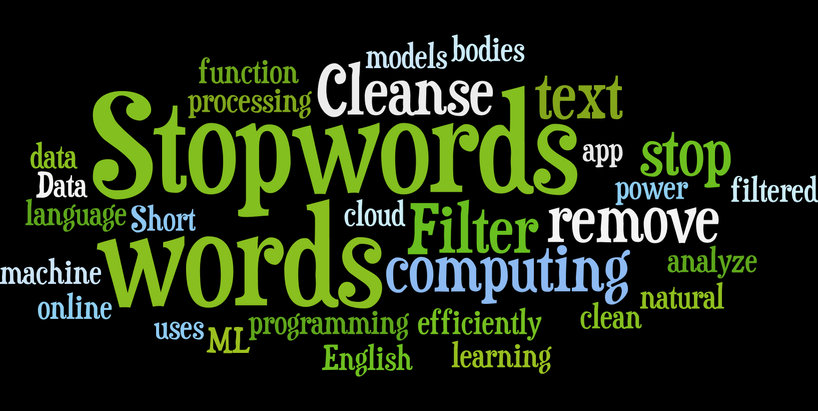 models bodies
function
processing Cleanse text
Stopwords
data
app stop
Data
power filtered
language Short
cloud Filter remove
words
machine
computing
analyze
online
natural
uses ML programming efficiently clean
English learning